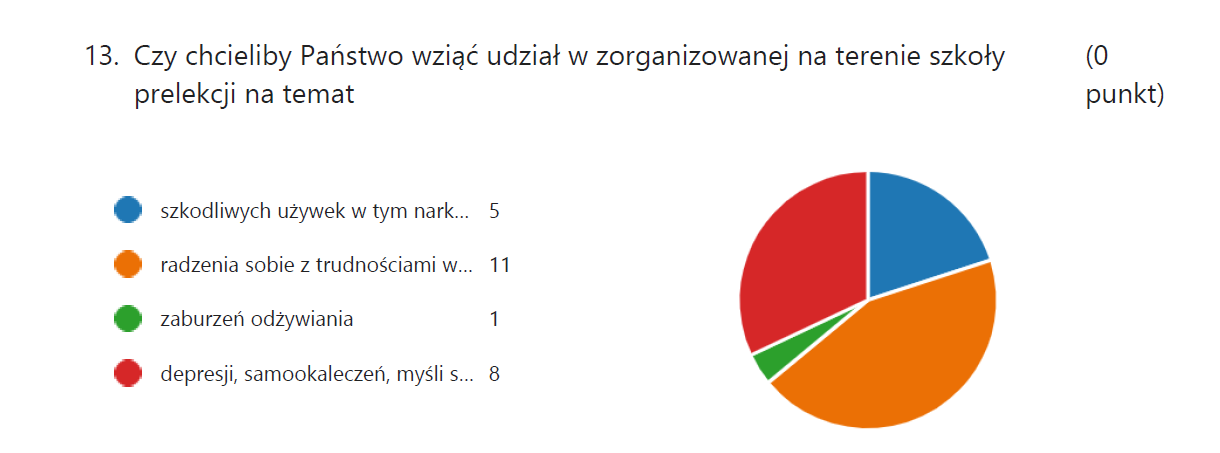 13. Czy chcieliby Państwo wziąć udział w zorganizowanej na terenie szkoły (0
prelekcji na temat punkt)
szkodliwych używek w tym nark... 5
radzenia sobie z trudnościami w... 11
zaburzeń odżywiania 1
depresji, samookaleczeń, myśli s... 8